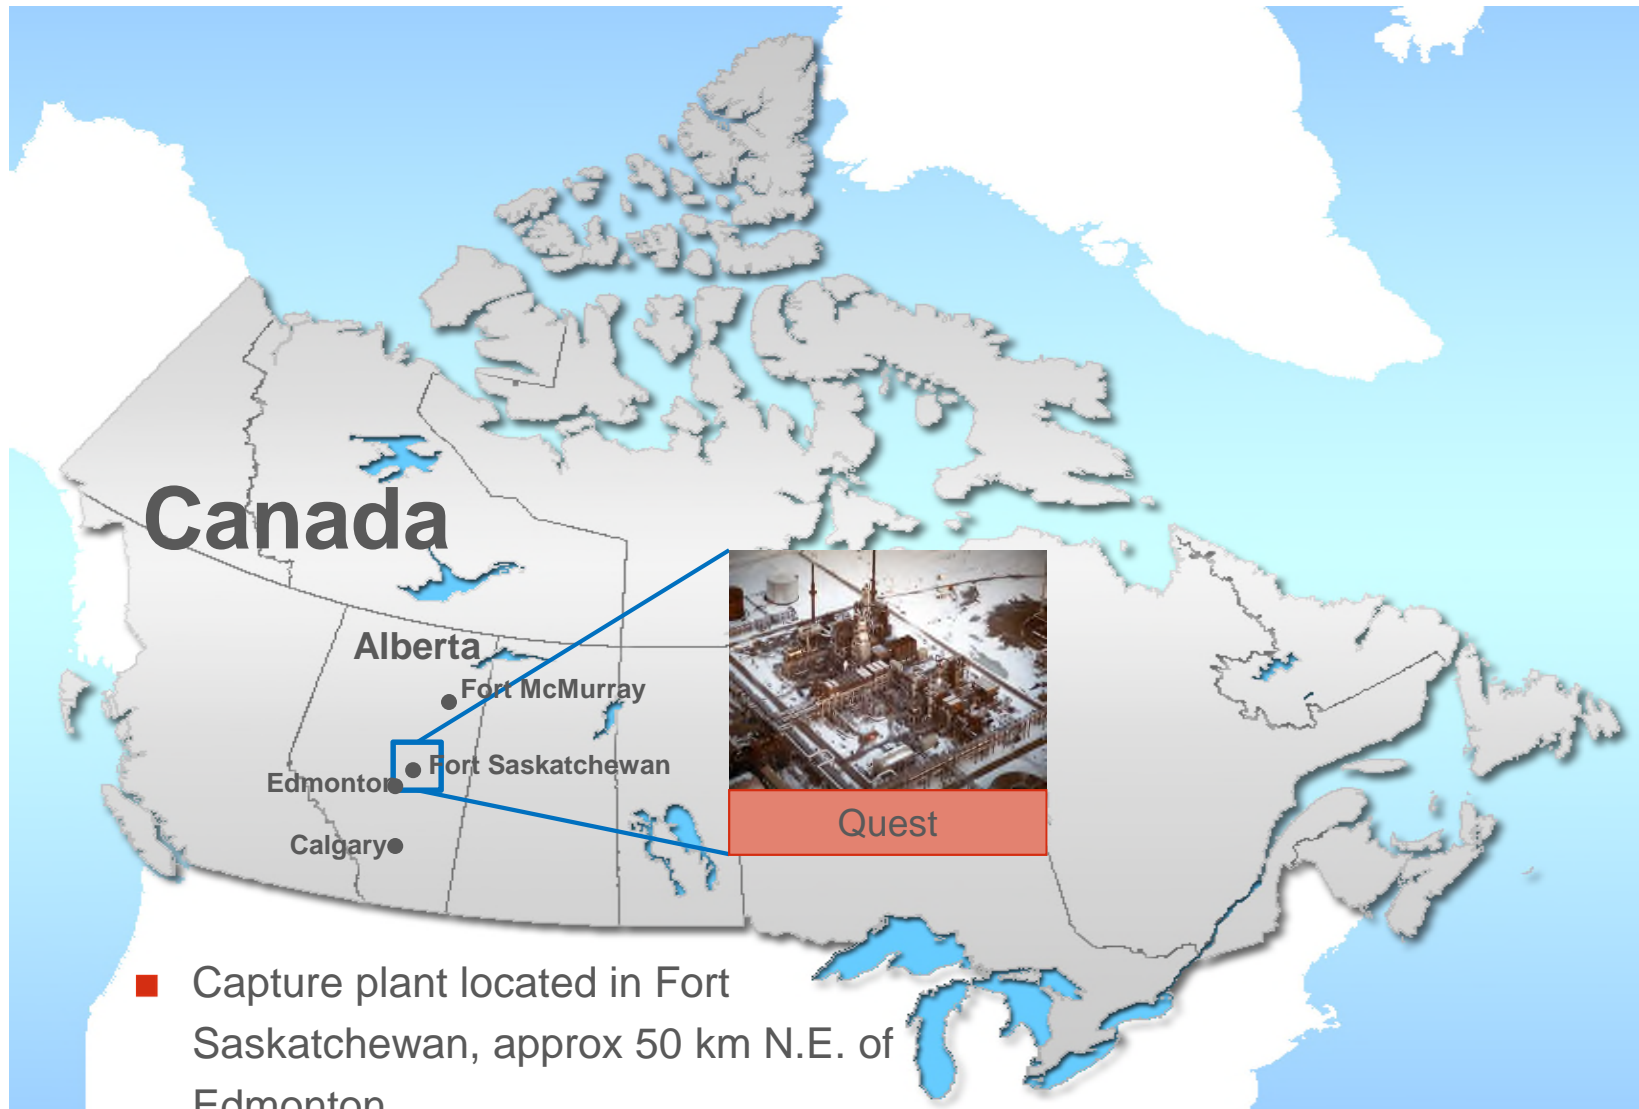 Canada
Alberta
Fort McMurray
Fort Saskatchewan
Edmonton
Calgary
Quest
■ Capture plant located in Fort
Saskatchewan, approx 50 km N.E. of
Edmonton